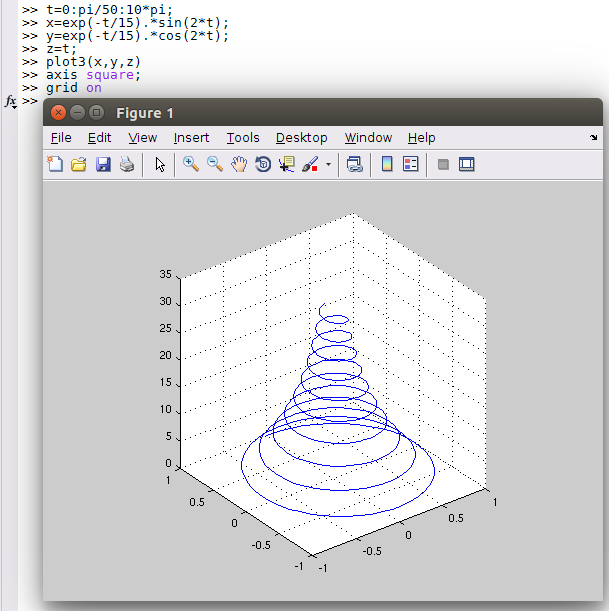 >> t=0:pi/50:10*pi;
>> x=exp(-t/15).*sin(2*t);
>> y=exp(-t/15).*cos(2*t);
>> z=t;
>> plot3(x,y,z)
>> axis square;
>> grid on
fx >>
Figure 1
File Edit View Insert Tools Desktop Window Help
35
30
25
20
15
10
5
0
1
0.5
0
-0.5
-1
-1
-0.5
0
0.5
1